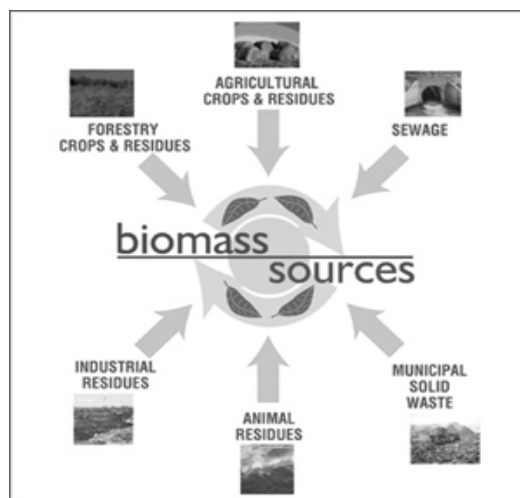 AGRICULTURAL
CROPS & RESIDUES
FORESTRY
CROPS & RESIDUES
SEWAGE
biomass
sources
INDUSTRIAL
RESIDUES
MUNICIPAL
SOLID
WASTE
ANIMAL
RESIDUES